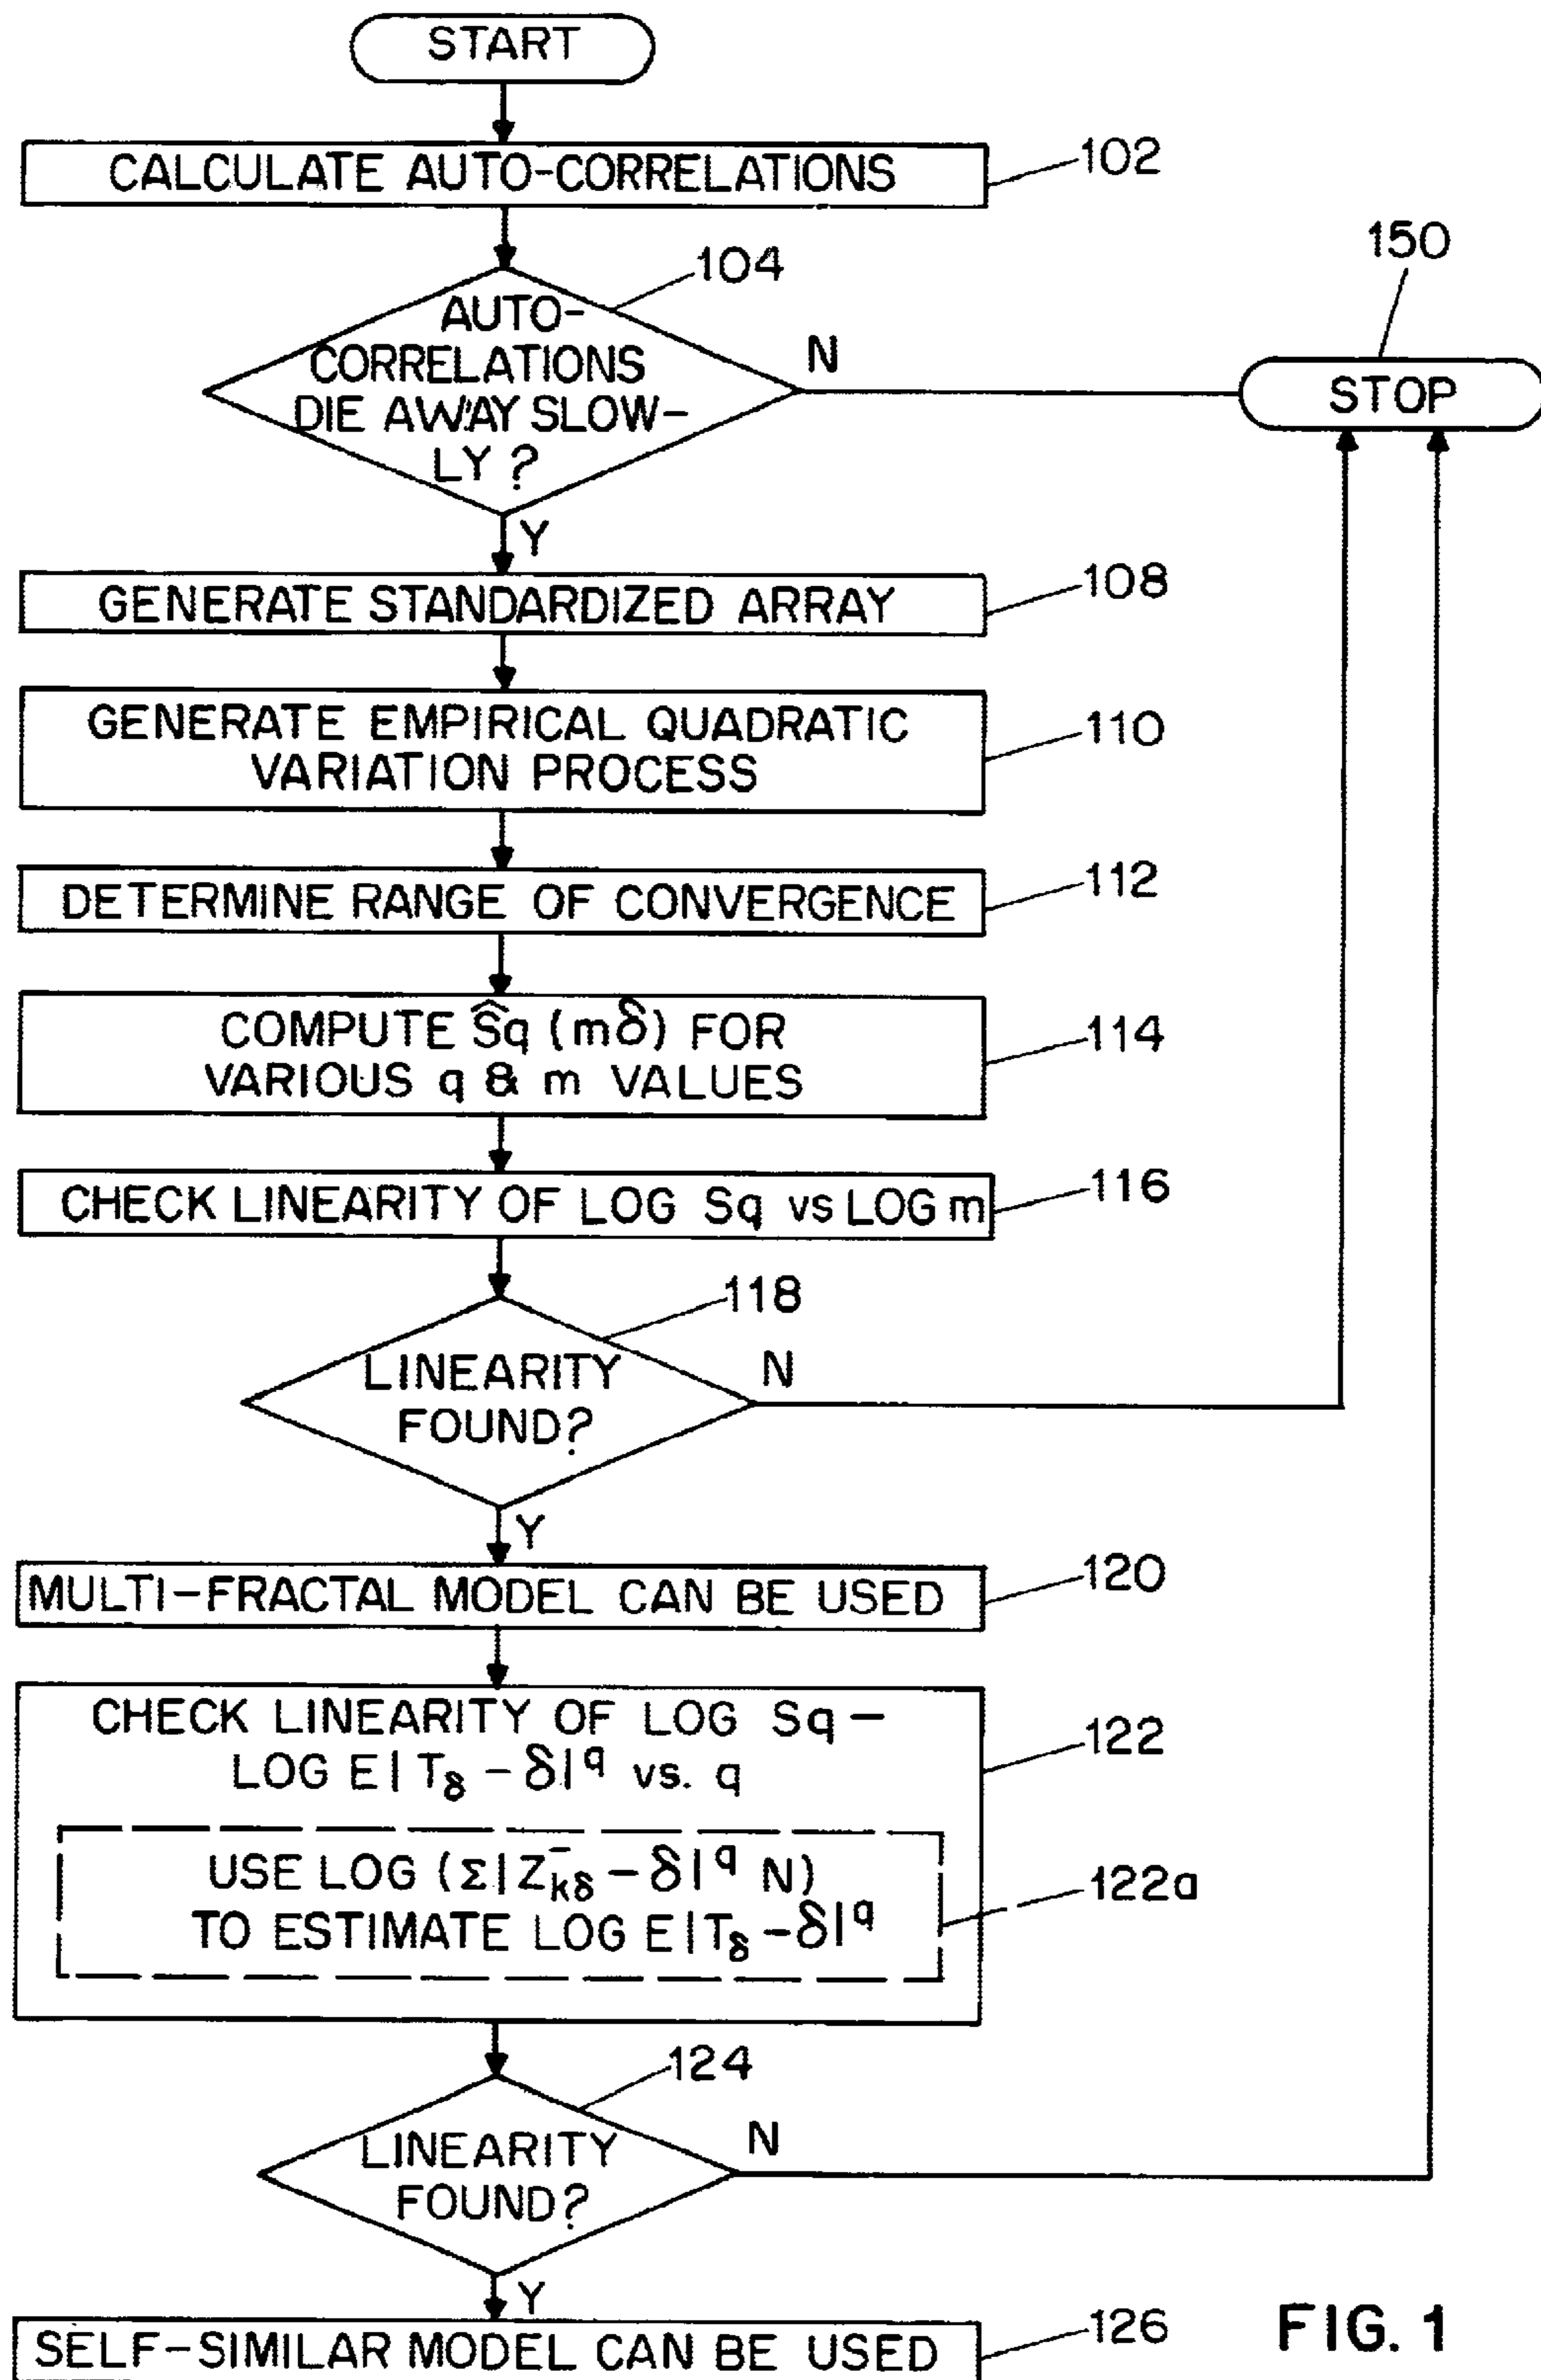 START
CALCULATE AUTO-CORRELATIONS
102
104
150
AUTO-
CORRELATIONS
DIE AWAY SLOW-
LY ?
N
STOP
Y
GENERATE STANDARDIZED ARRAY
108
GENERATE EMPIRICAL QUADRATIC
VARIATION PROCESS
110
DETERMINE RANGE OF CONVERGENCE
112
COMPUTE Ŝq (mδ) FOR
VARIOUS q & m VALUES
114
CHECK LINEARITY OF LOG Sq vs LOG m
116
118
LINEARITY
FOUND?
N
Y
MULTI-FRACTAL MODEL CAN BE USED
120
CHECK LINEARITY OF LOG Sq –
LOG E|Tδ – δ|q vs. q
122
USE LOG (Σ|Z̄kδ – δ|q N)
TO ESTIMATE LOG E|Tδ – δ|q
122a
124
LINEARITY
FOUND?
N
Y
SELF-SIMILAR MODEL CAN BE USED
126
FIG. 1